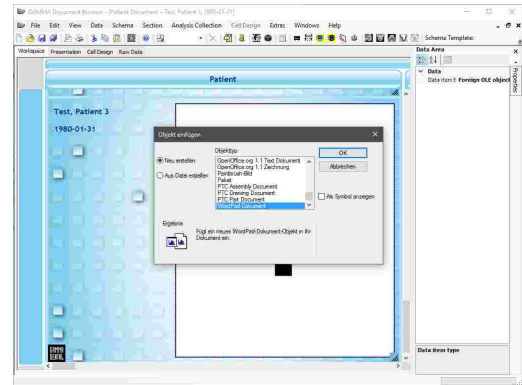 GAMMA Document Browser - [Patient Document - Test, Patient 3, 1980-01-31]
File Edit View Data Schema Section Analysis Collection Cell Design Extras Windows Help
Schema Template:
Workspace Presentation Cell Design Raw Data
Data Area
Patient
Data
Data item t Foreign OLE object
Properties
Test, Patient 3
1980-01-31
Objekt einfügen
Neu erstellen
Aus Datei erstellen
Objekttyp:
OpenOffice.org 1.1 Text Dokument
OpenOffice.org 1.1 Zeichnung
Paintbrush-Bild
Paket
PTC Assembly Document
PTC Drawing Document
PTC Part Document
WordPad-Dokument
OK
Abbrechen
Als Symbol anzeigen
Ergebnis
Fügt ein neues WordPad-Dokument-Objekt in Ihr
Dokument ein.
GAMMA
DENTAL
Data item type